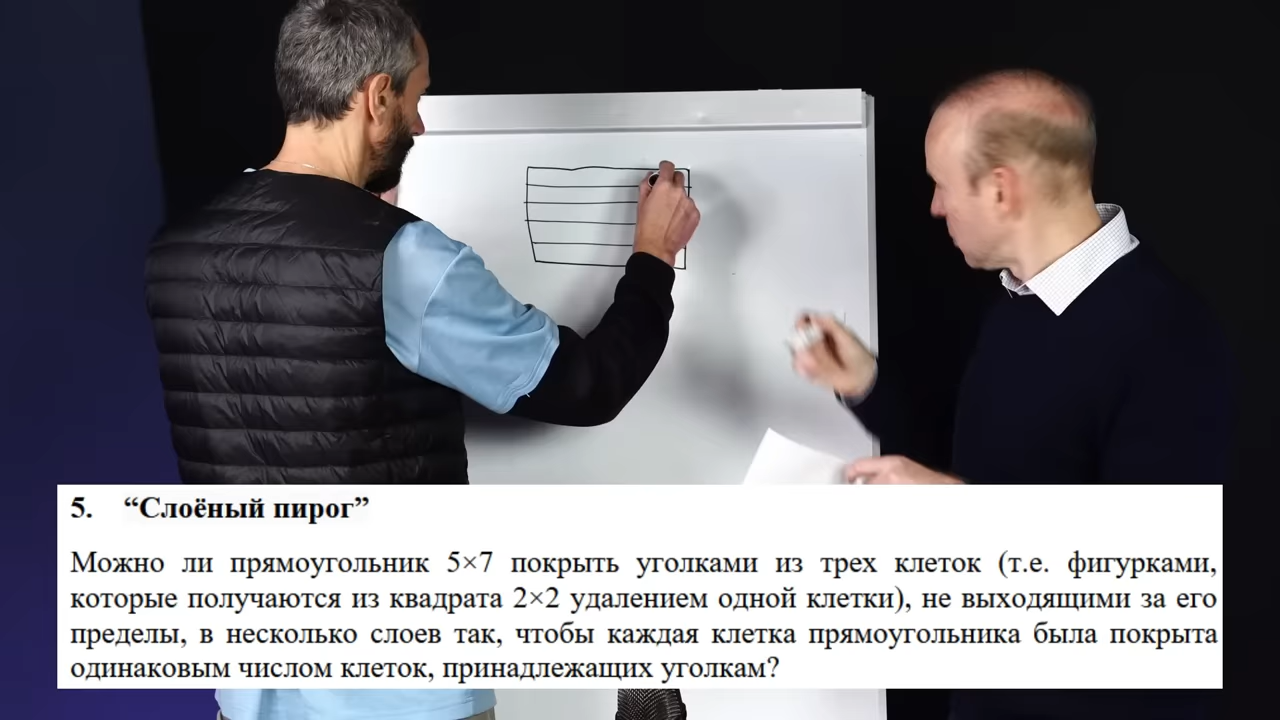 5. “Слоёный пирог”
Можно ли прямоугольник 5×7 покрыть уголками из трех клеток (т.е. фигурками,
которые получаются из квадрата 2×2 удалением одной клетки), не выходящими за его
пределы, в несколько слоев так, чтобы каждая клетка прямоугольника была покрыта
одинаковым числом клеток, принадлежащих уголкам?